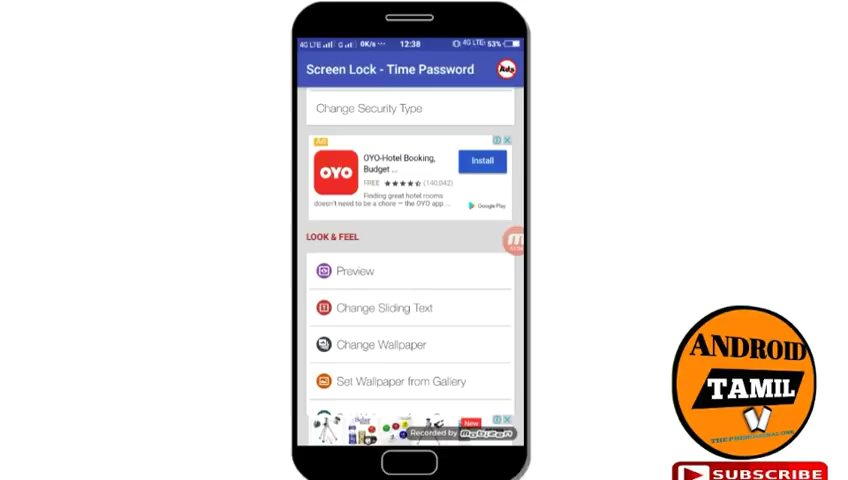 4G LTE
G
0K/s ···
12:38
4G LTE
53%
Screen Lock - Time Password
Ads
Change Security Type
Ad
OYO-Hotel Booking,
Budget ...
Install
OYO
FREE
(140,042)
Finding great hotel rooms
doesn't need to be a chore — the OYO app ...
Google Play
LOOK & FEEL
Preview
Change Sliding Text
Change Wallpaper
Set Wallpaper from Gallery
New
Recorded by Mobizen
ANDROID
TAMIL
SUBSCRIBE